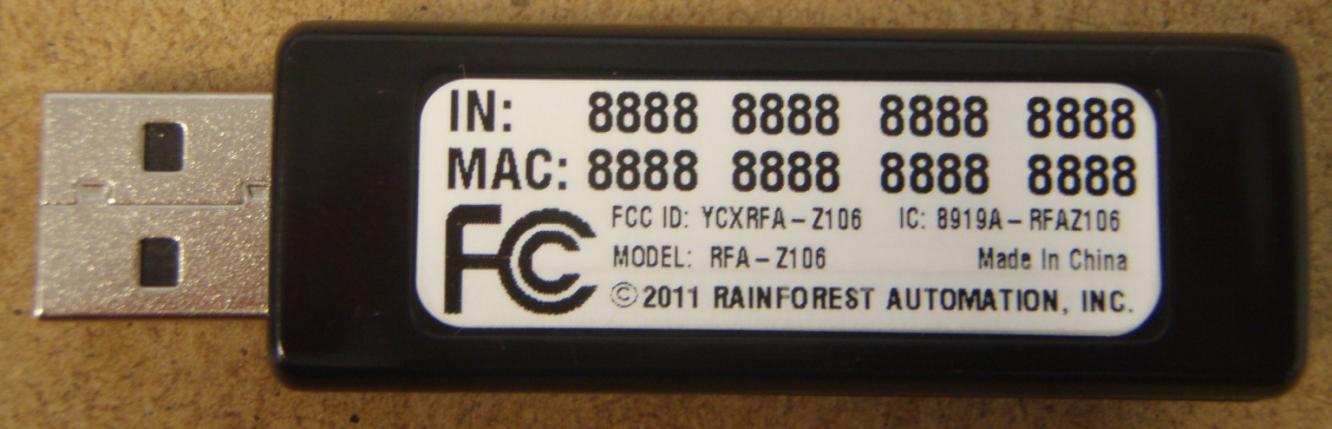 IN: 8888 8888 8888 8888
MAC: 8888 8888 8888 8888
FC
FCC ID: YCXRFA-Z106 IC: 8919A-RFAZ106
MODEL: RFA-Z106 Made In China
©2011 RAINFOREST AUTOMATION, INC.